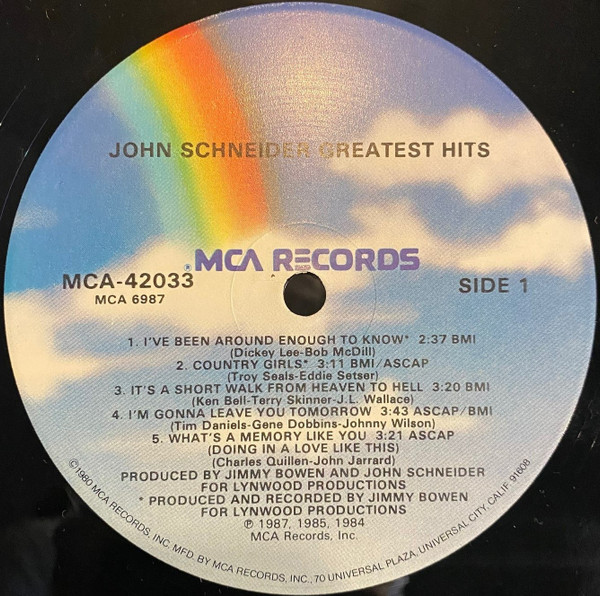 JOHN SCHNEIDER GREATEST HITS
® MCA RECORDS
MCA-42033
MCA 6987
SIDE 1
1. I'VE BEEN AROUND ENOUGH TO KNOW* 2:37 BMI
(Dickey Lee-Bob McDill)
2. COUNTRY GIRLS* 3:11 BMI/ASCAP
(Troy Seals-Eddie Setser)
3. IT'S A SHORT WALK FROM HEAVEN TO HELL 3:20 BMI
(Ken Bell-Terry Skinner-J.L. Wallace)
4. I'M GONNA LEAVE YOU TOMORROW 3:43 ASCAP/BMI
(Tim Daniels-Gene Dobbins-Johnny Wilson)
5. WHAT'S A MEMORY LIKE YOU 3:21 ASCAP
(DOING IN A LOVE LIKE THIS)
(Charles Quillen-John Jarrard)
PRODUCED BY JIMMY BOWEN AND JOHN SCHNEIDER
FOR LYNWOOD PRODUCTIONS
* PRODUCED AND RECORDED BY JIMMY BOWEN
FOR LYNWOOD PRODUCTIONS
℗ 1987, 1985, 1984
MCA Records, Inc.
©1980 MCA RECORDS, INC. MFD. BY MCA RECORDS, INC., 70 UNIVERSAL PLAZA, UNIVERSAL CITY, CALIF. 91608